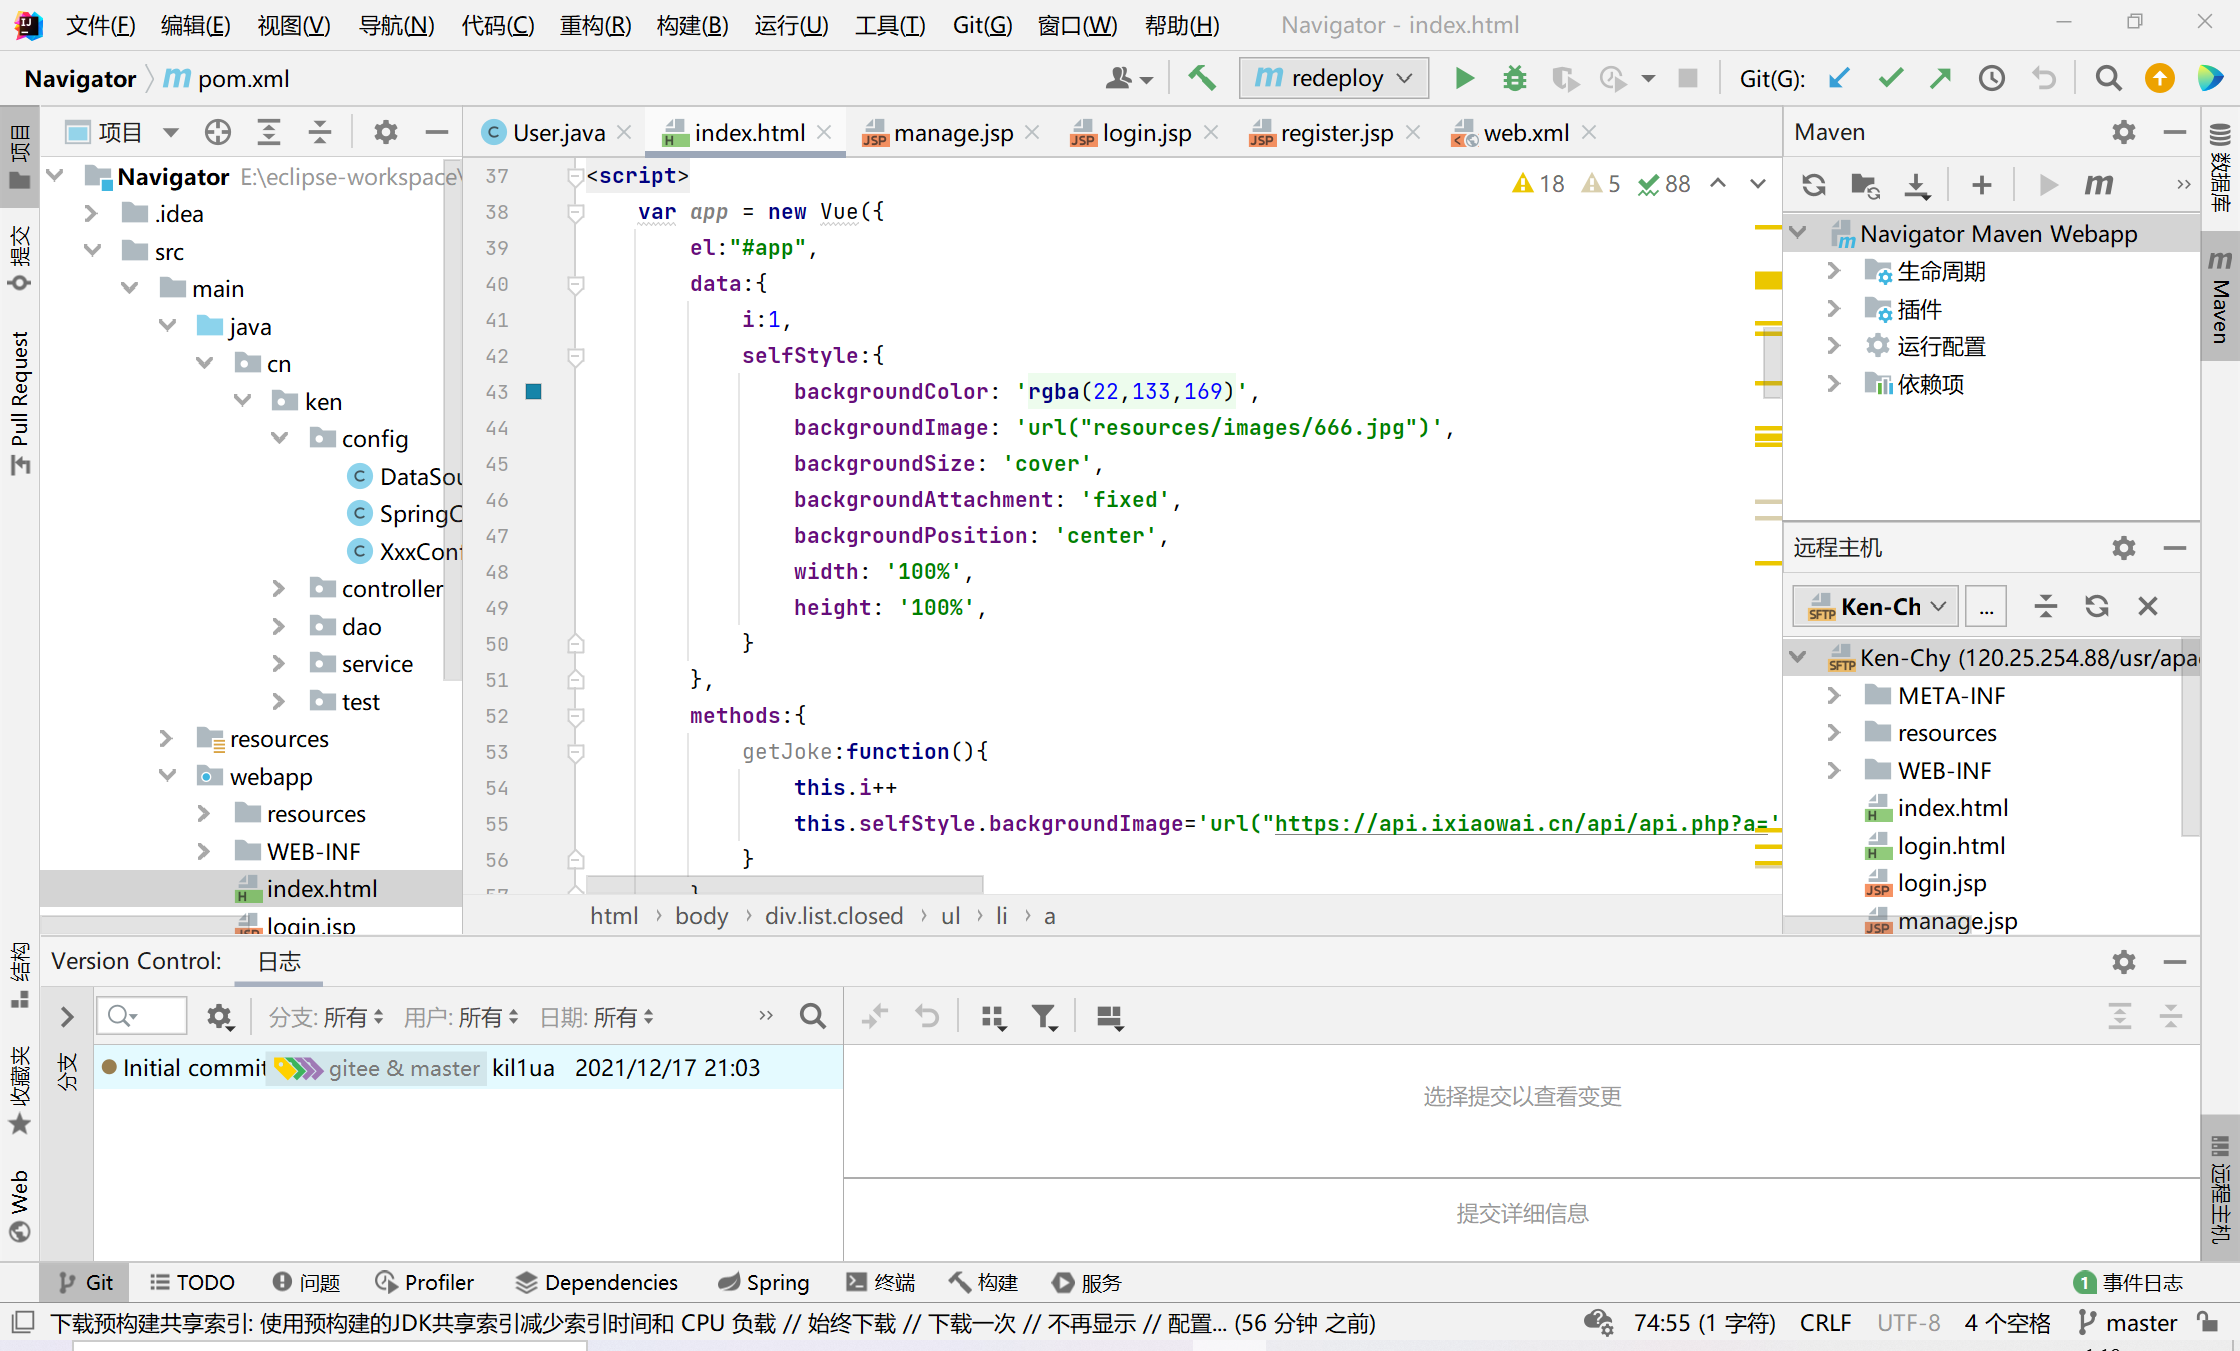 文件(F) 编辑(E) 视图(V) 导航(N) 代码(C) 重构(R) 构建(B) 运行(U) 工具(T) Git(G) 窗口(W) 帮助(H) Navigator - index.html
Navigator pom.xml redeploy Git(G):
项目
提交
Pull Request
结构
收藏夹
Web
项目
Navigator E:\eclipse-workspace\
.idea
src
main
java
cn
ken
config
DataSou
SpringC
XxxConf
controller
dao
service
test
resources
webapp
resources
WEB-INF
index.html
login.jsp
User.java index.html manage.jsp login.jsp register.jsp web.xml
18 5 88
37 <script>
38 var app = new Vue({
39 el:"#app",
40 data:{
41 i:1,
42 selfStyle:{
43 backgroundColor: 'rgba(22,133,169)',
44 backgroundImage: 'url("resources/images/666.jpg")',
45 backgroundSize: 'cover',
46 backgroundAttachment: 'fixed',
47 backgroundPosition: 'center',
48 width: '100%',
49 height: '100%',
50 }
51 },
52 methods:{
53 getJoke:function(){
54 this.i++
55 this.selfStyle.backgroundImage='url("https://api.ixiaowai.cn/api/api.php?a='
56 }
57 }
html › body › div.list.closed › ul › li › a
Maven
Navigator Maven Webapp
生命周期
插件
运行配置
依赖项
远程主机
Ken-Ch ...
Ken-Chy (120.25.254.88/usr/apa
META-INF
resources
WEB-INF
index.html
login.html
login.jsp
manage.jsp
数据库
Maven
远程主机
Version Control: 日志
分支: 所有 用户: 所有 日期: 所有
分支
Initial commit gitee & master kil1ua 2021/12/17 21:03
选择提交以查看变更
提交详细信息
Git TODO 问题 Profiler Dependencies Spring 终端 构建 服务 1 事件日志
下载预构建共享索引: 使用预构建的JDK共享索引减少索引时间和 CPU 负载 // 始终下载 // 下载一次 // 不再显示 // 配置... (56 分钟 之前) 74:55 (1 字符) CRLF UTF-8 4 个空格 master